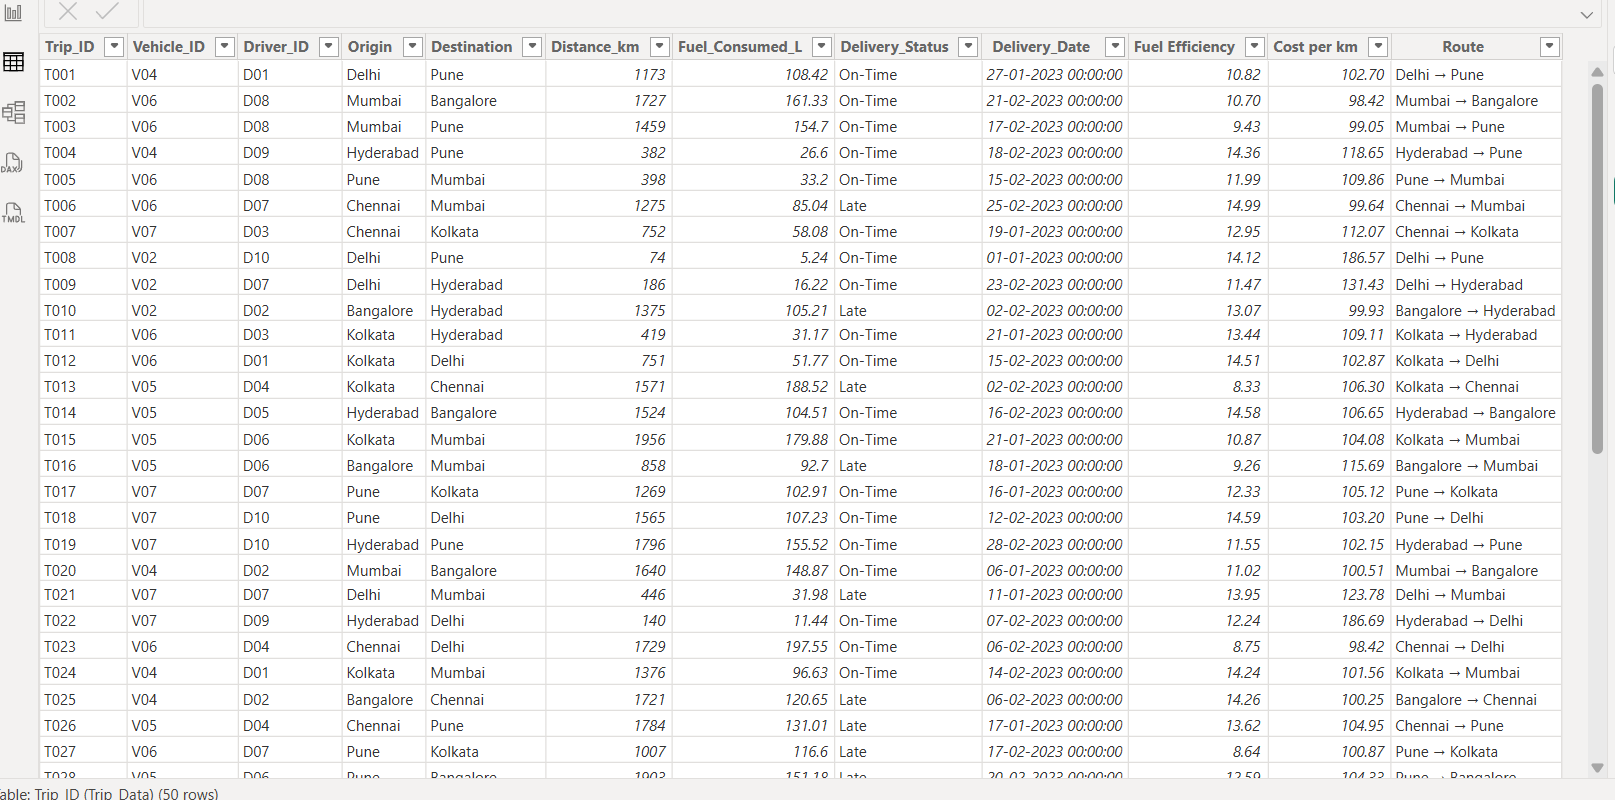 Trip_ID Vehicle_ID Driver_ID Origin Destination Distance_km Fuel_Consumed_L Delivery_Status Delivery_Date Fuel Efficiency Cost per km Route
T001 V04 D01 Delhi Pune 1173 108.42 On-Time 27-01-2023 00:00:00 10.82 102.70 Delhi → Pune
T002 V06 D08 Mumbai Bangalore 1727 161.33 On-Time 21-02-2023 00:00:00 10.70 98.42 Mumbai → Bangalore
T003 V06 D08 Mumbai Pune 1459 154.7 On-Time 17-02-2023 00:00:00 9.43 99.05 Mumbai → Pune
T004 V04 D09 Hyderabad Pune 382 26.6 On-Time 18-02-2023 00:00:00 14.36 118.65 Hyderabad → Pune
T005 V06 D08 Pune Mumbai 398 33.2 On-Time 15-02-2023 00:00:00 11.99 109.86 Pune → Mumbai
T006 V06 D07 Chennai Mumbai 1275 85.04 Late 25-02-2023 00:00:00 14.99 99.64 Chennai → Mumbai
T007 V07 D03 Chennai Kolkata 752 58.08 On-Time 19-01-2023 00:00:00 12.95 112.07 Chennai → Kolkata
T008 V02 D10 Delhi Pune 74 5.24 On-Time 01-01-2023 00:00:00 14.12 186.57 Delhi → Pune
T009 V02 D07 Delhi Hyderabad 186 16.22 On-Time 23-02-2023 00:00:00 11.47 131.43 Delhi → Hyderabad
T010 V02 D02 Bangalore Hyderabad 1375 105.21 Late 02-02-2023 00:00:00 13.07 99.93 Bangalore → Hyderabad
T011 V06 D03 Kolkata Hyderabad 419 31.17 On-Time 21-01-2023 00:00:00 13.44 109.11 Kolkata → Hyderabad
T012 V06 D01 Kolkata Delhi 751 51.77 On-Time 15-02-2023 00:00:00 14.51 102.87 Kolkata → Delhi
T013 V05 D04 Kolkata Chennai 1571 188.52 Late 02-02-2023 00:00:00 8.33 106.30 Kolkata → Chennai
T014 V05 D05 Hyderabad Bangalore 1524 104.51 On-Time 16-02-2023 00:00:00 14.58 106.65 Hyderabad → Bangalore
T015 V05 D06 Kolkata Mumbai 1956 179.88 On-Time 21-01-2023 00:00:00 10.87 104.08 Kolkata → Mumbai
T016 V05 D06 Bangalore Mumbai 858 92.7 Late 18-01-2023 00:00:00 9.26 115.69 Bangalore → Mumbai
T017 V07 D07 Pune Kolkata 1269 102.91 On-Time 16-01-2023 00:00:00 12.33 105.12 Pune → Kolkata
T018 V07 D10 Pune Delhi 1565 107.23 On-Time 12-02-2023 00:00:00 14.59 103.20 Pune → Delhi
T019 V07 D10 Hyderabad Pune 1796 155.52 On-Time 28-02-2023 00:00:00 11.55 102.15 Hyderabad → Pune
T020 V04 D02 Mumbai Bangalore 1640 148.87 On-Time 06-01-2023 00:00:00 11.02 100.51 Mumbai → Bangalore
T021 V07 D07 Delhi Mumbai 446 31.98 Late 11-01-2023 00:00:00 13.95 123.78 Delhi → Mumbai
T022 V07 D09 Hyderabad Delhi 140 11.44 On-Time 07-02-2023 00:00:00 12.24 186.69 Hyderabad → Delhi
T023 V06 D04 Chennai Delhi 1729 197.55 On-Time 06-02-2023 00:00:00 8.75 98.42 Chennai → Delhi
T024 V04 D01 Kolkata Mumbai 1376 96.63 On-Time 14-02-2023 00:00:00 14.24 101.56 Kolkata → Mumbai
T025 V04 D02 Bangalore Chennai 1721 120.65 Late 06-02-2023 00:00:00 14.26 100.25 Bangalore → Chennai
T026 V05 D04 Chennai Pune 1784 131.01 Late 17-01-2023 00:00:00 13.62 104.95 Chennai → Pune
T027 V06 D07 Pune Kolkata 1007 116.6 Late 17-02-2023 00:00:00 8.64 100.87 Pune → Kolkata
T028 V05 D06 Pune Bangalore 1903 151.18 Late 00:00:00 12.59 104.33 Pune → Bangalore
DAX
TMDL
able: Trip_ID (Trip_Data) (50 rows)